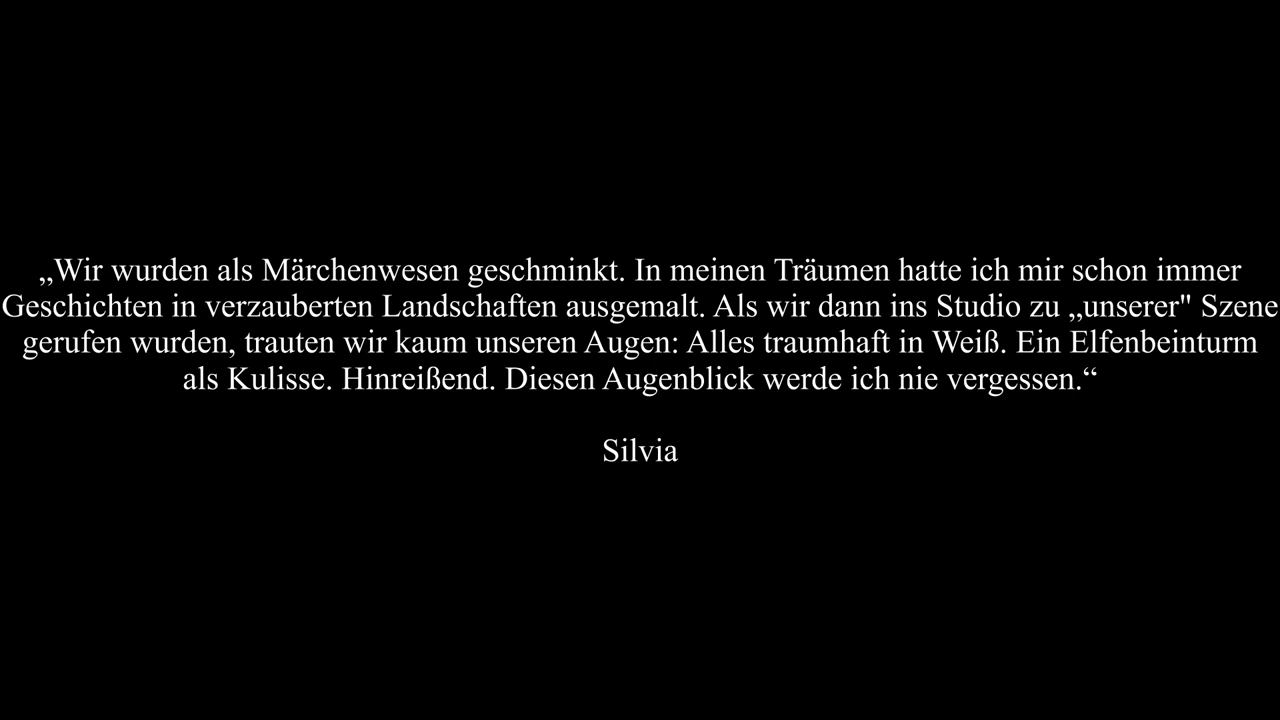 „Wir wurden als Märchenwesen geschminkt. In meinen Träumen hatte ich mir schon immer
Geschichten in verzauberten Landschaften ausgemalt. Als wir dann ins Studio zu „unserer" Szene
gerufen wurden, trauten wir kaum unseren Augen: Alles traumhaft in Weiß. Ein Elfenbeinturm
als Kulisse. Hinreißend. Diesen Augenblick werde ich nie vergessen.“
Silvia